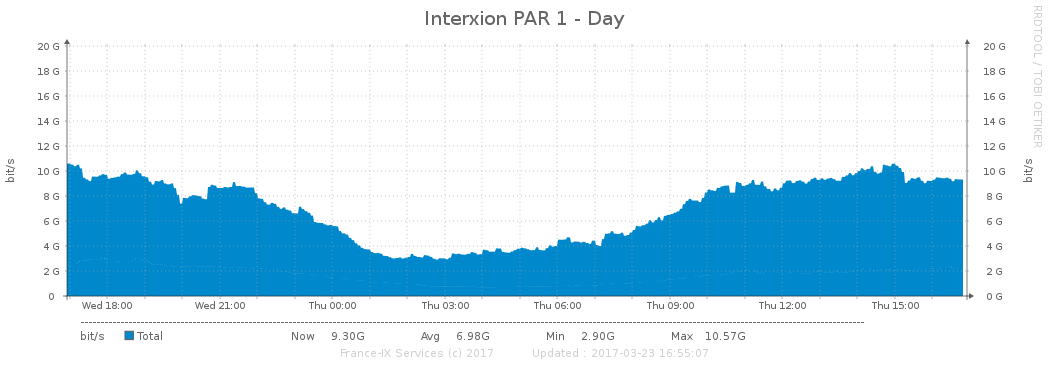 Interxion PAR 1 - Day
RRDTOOL / TOBI OETIKER
20 G 20 G
18 G 18 G
16 G 16 G
14 G 14 G
12 G 12 G
10 G 10 G
8 G 8 G
6 G 6 G
4 G 4 G
2 G 2 G
0 0 G
bit/s
bit/s
Wed 18:00 Wed 21:00 Thu 00:00 Thu 03:00 Thu 06:00 Thu 09:00 Thu 12:00 Thu 15:00
bit/s Total Now 9.30G Avg 6.98G Min 2.90G Max 10.57G
France-IX Services (c) 2017 Updated : 2017-03-23 16:55:07